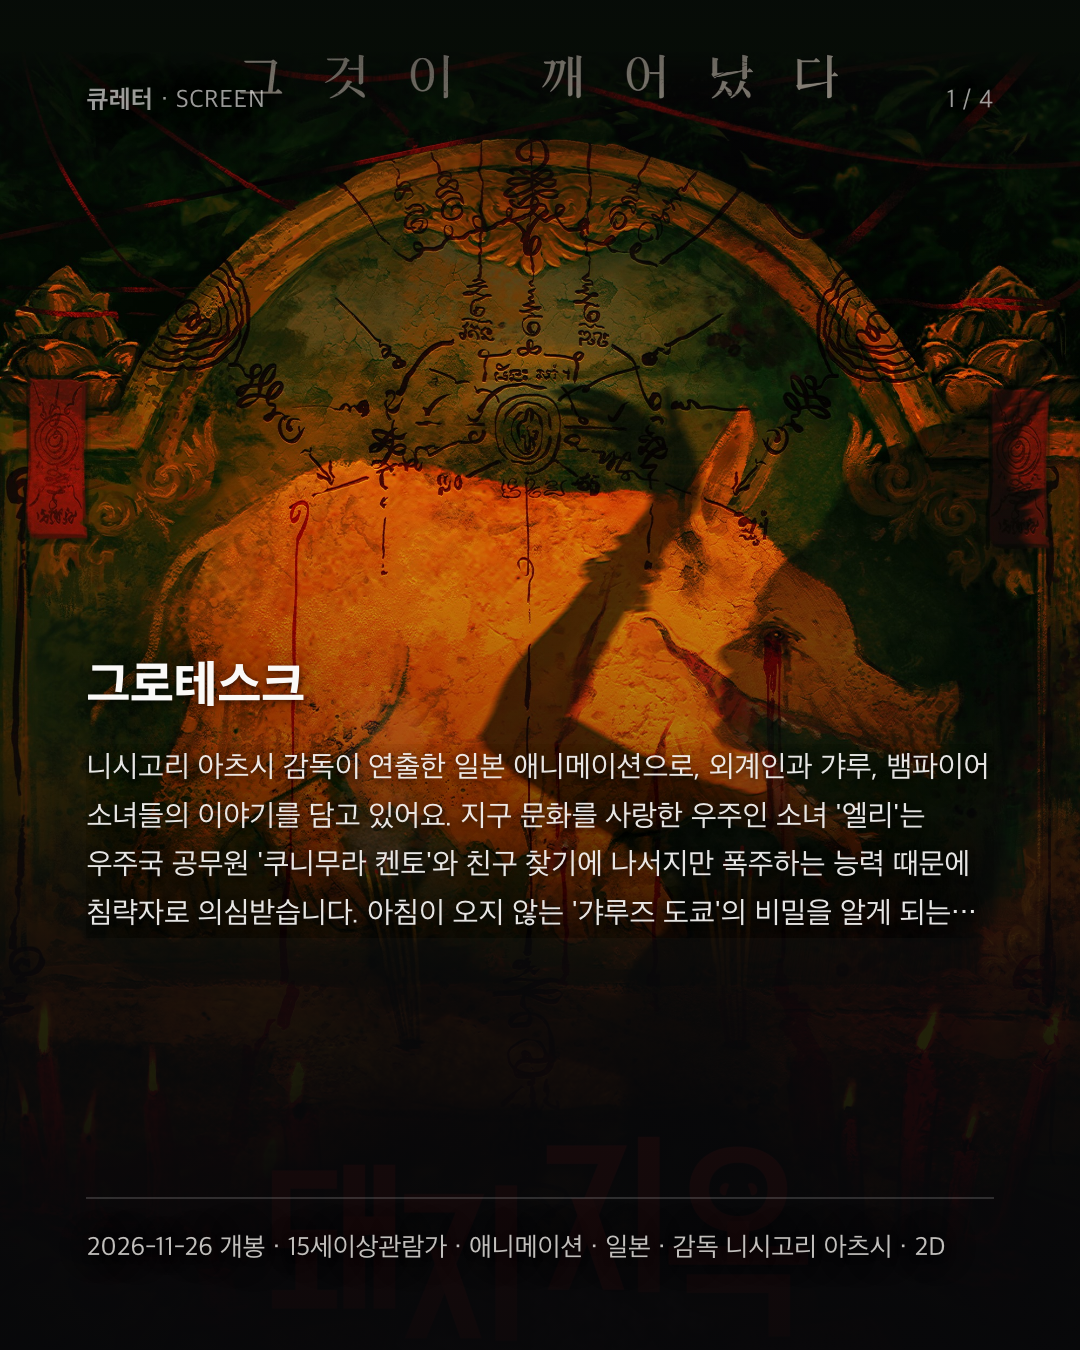 그것이 깨어났다
큐레터 · SCREEN
1 / 4
그로테스크
니시고리 아츠시 감독이 연출한 일본 애니메이션으로, 외계인과 갸루, 뱀파이어
소녀들의 이야기를 담고 있어요. 지구 문화를 사랑한 우주인 소녀 '엘리'는
우주국 공무원 '쿠니무라 켄토'와 친구 찾기에 나서지만 폭주하는 능력 때문에
침략자로 의심받습니다. 아침이 오지 않는 '갸루즈 도쿄'의 비밀을 알게 되는…
돼지지옥
2026-11-26 개봉 · 15세이상관람가 · 애니메이션 · 일본 · 감독 니시고리 아츠시 · 2D